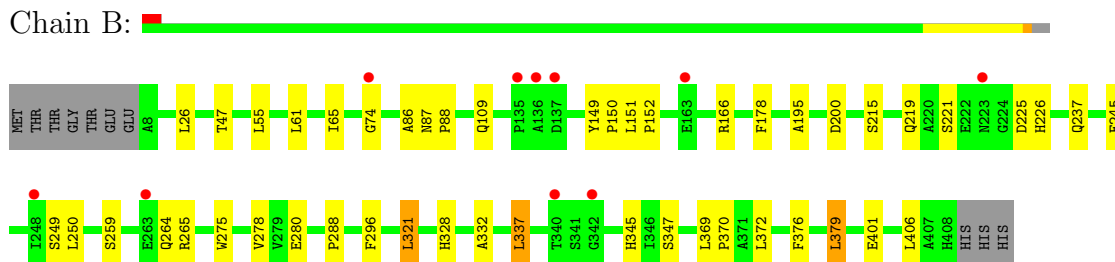 Chain B:
MET THR THR GLY THR GLU GLU A8 L26 T47 L55 L61 I65 G74 A86 N87 P88 Q109 P135 A136 D137 Y149 P150 L151 P152 E163 R166 F178 A195 D200 S215 Q219 A220 S221 E222 N223 G224 D225 H226 Q237
I248 S249 L250 S259 E263 Q264 R265 W275 V278 V279 E280 P288 F296 L321 H328 A332 L337 T340 S341 G342 H345 I346 S347 L369 P370 A371 L372 F376 L379 E401 L406 A407 H408 HIS HIS HIS